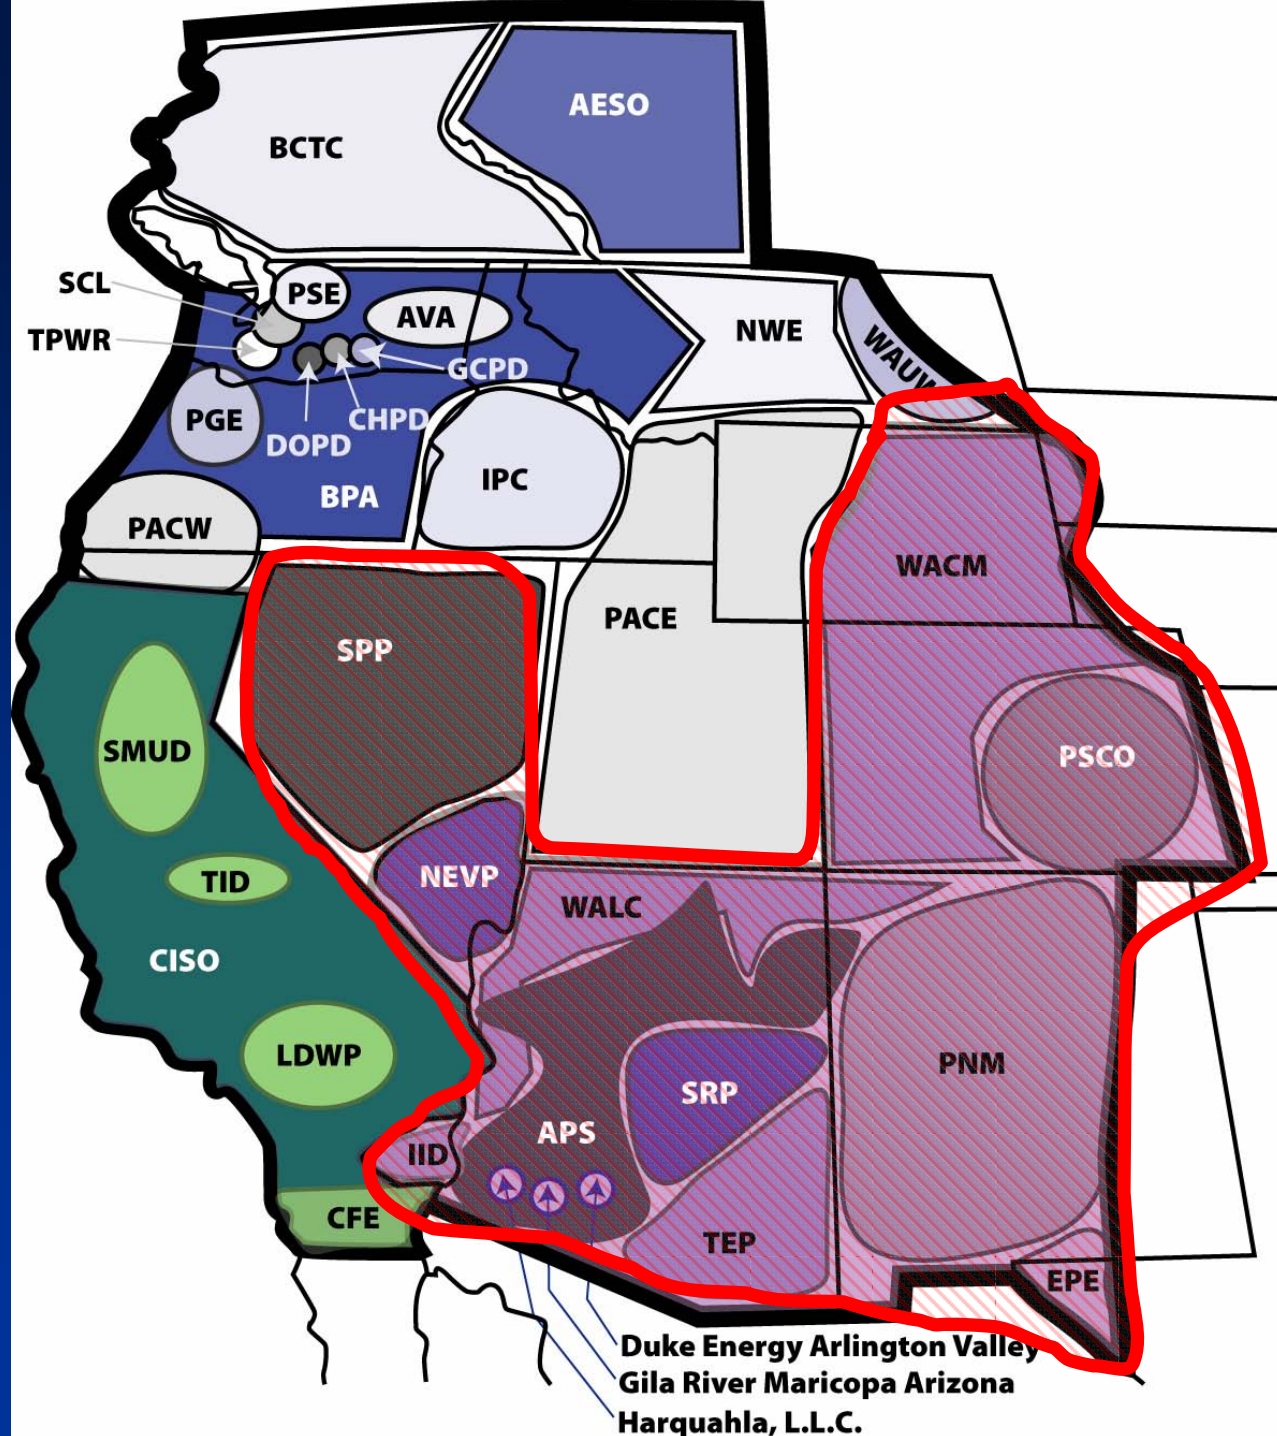 AESO
BCTC
SCL
PSE
AVA
TPWR
NWE
WAUW
GCPD
PGE
CHPD
DOPD
IPC
BPA
PACW
WACM
PACE
SPP
SMUD
PSCO
TID
NEVP
WALC
CISO
LDWP
PNM
SRP
APS
IID
CFE
TEP
EPE
Duke Energy Arlington Valley
Gila River Maricopa Arizona
Harquahla, L.L.C.